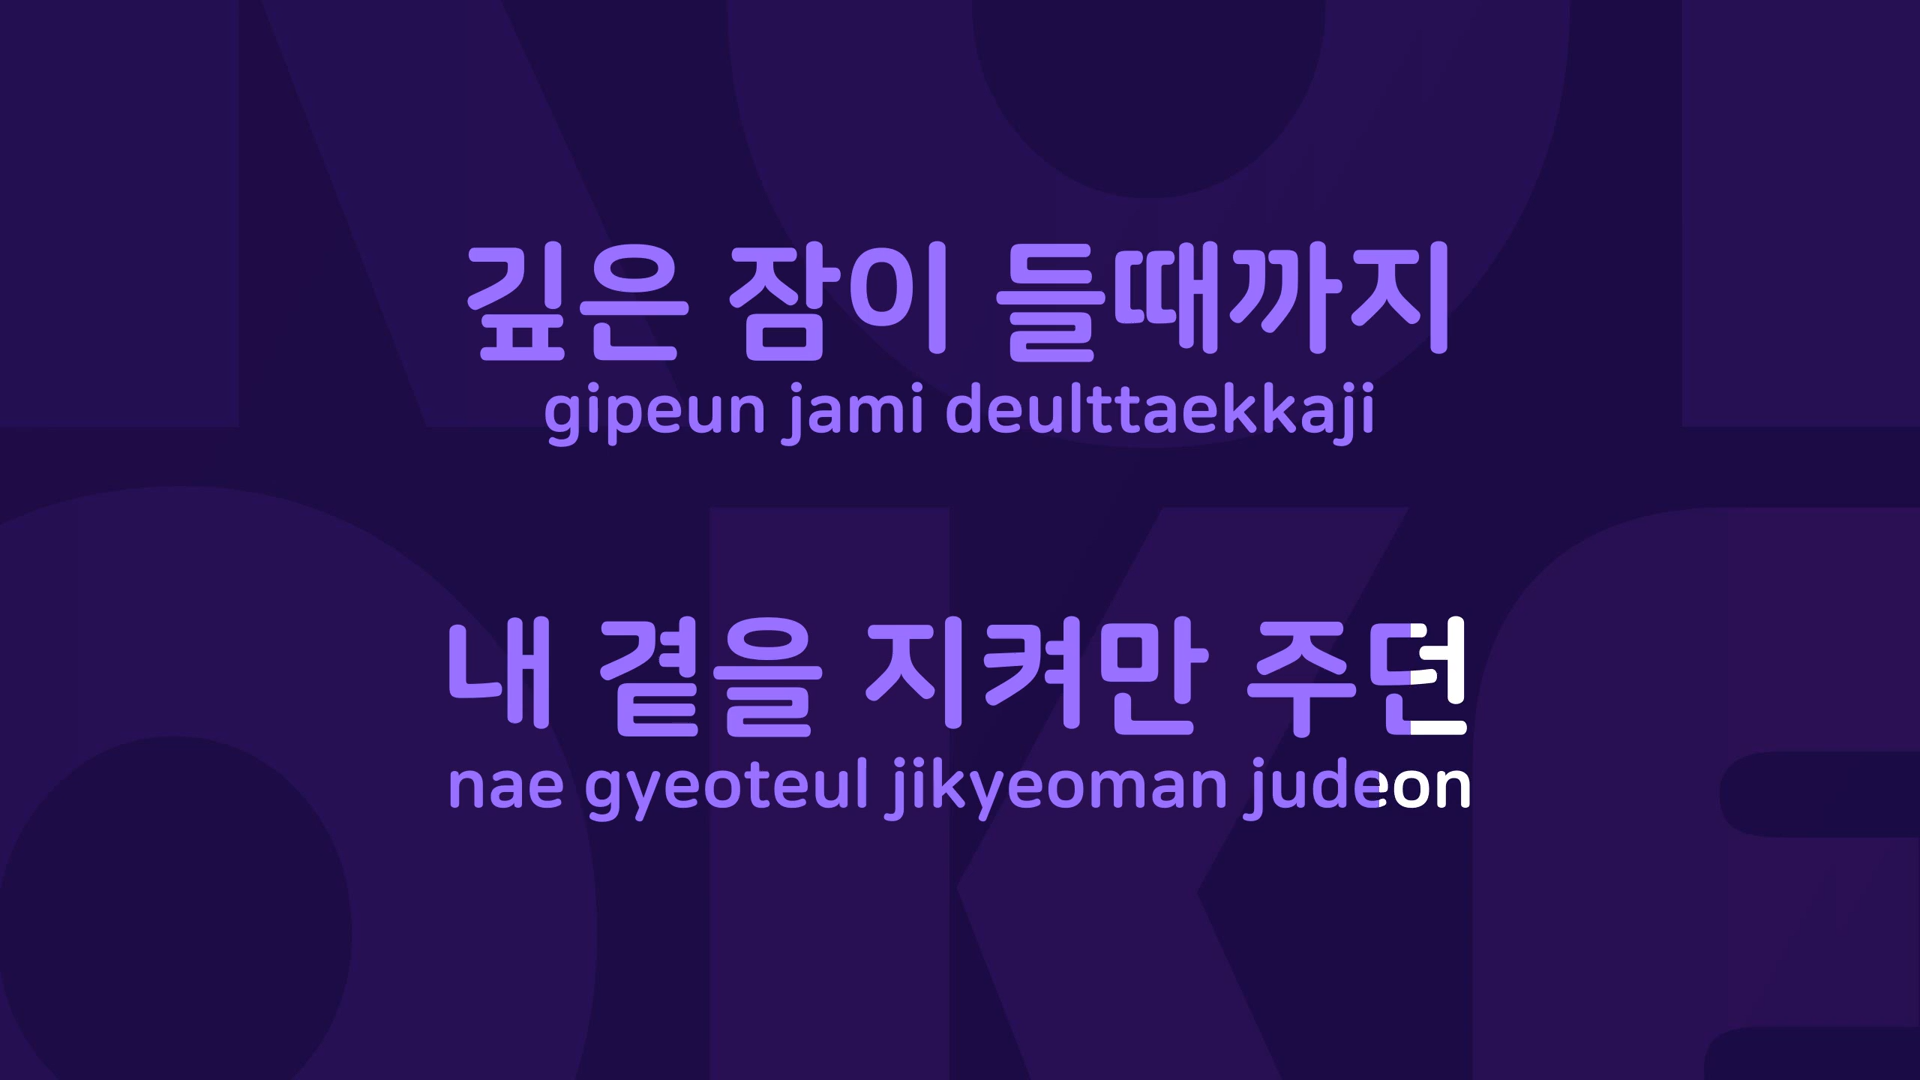 깊은 잠이 들때까지
gipeun jami deulttaekkaji
내 곁을 지켜만 주던
nae gyeoteul jikyeoman judeon